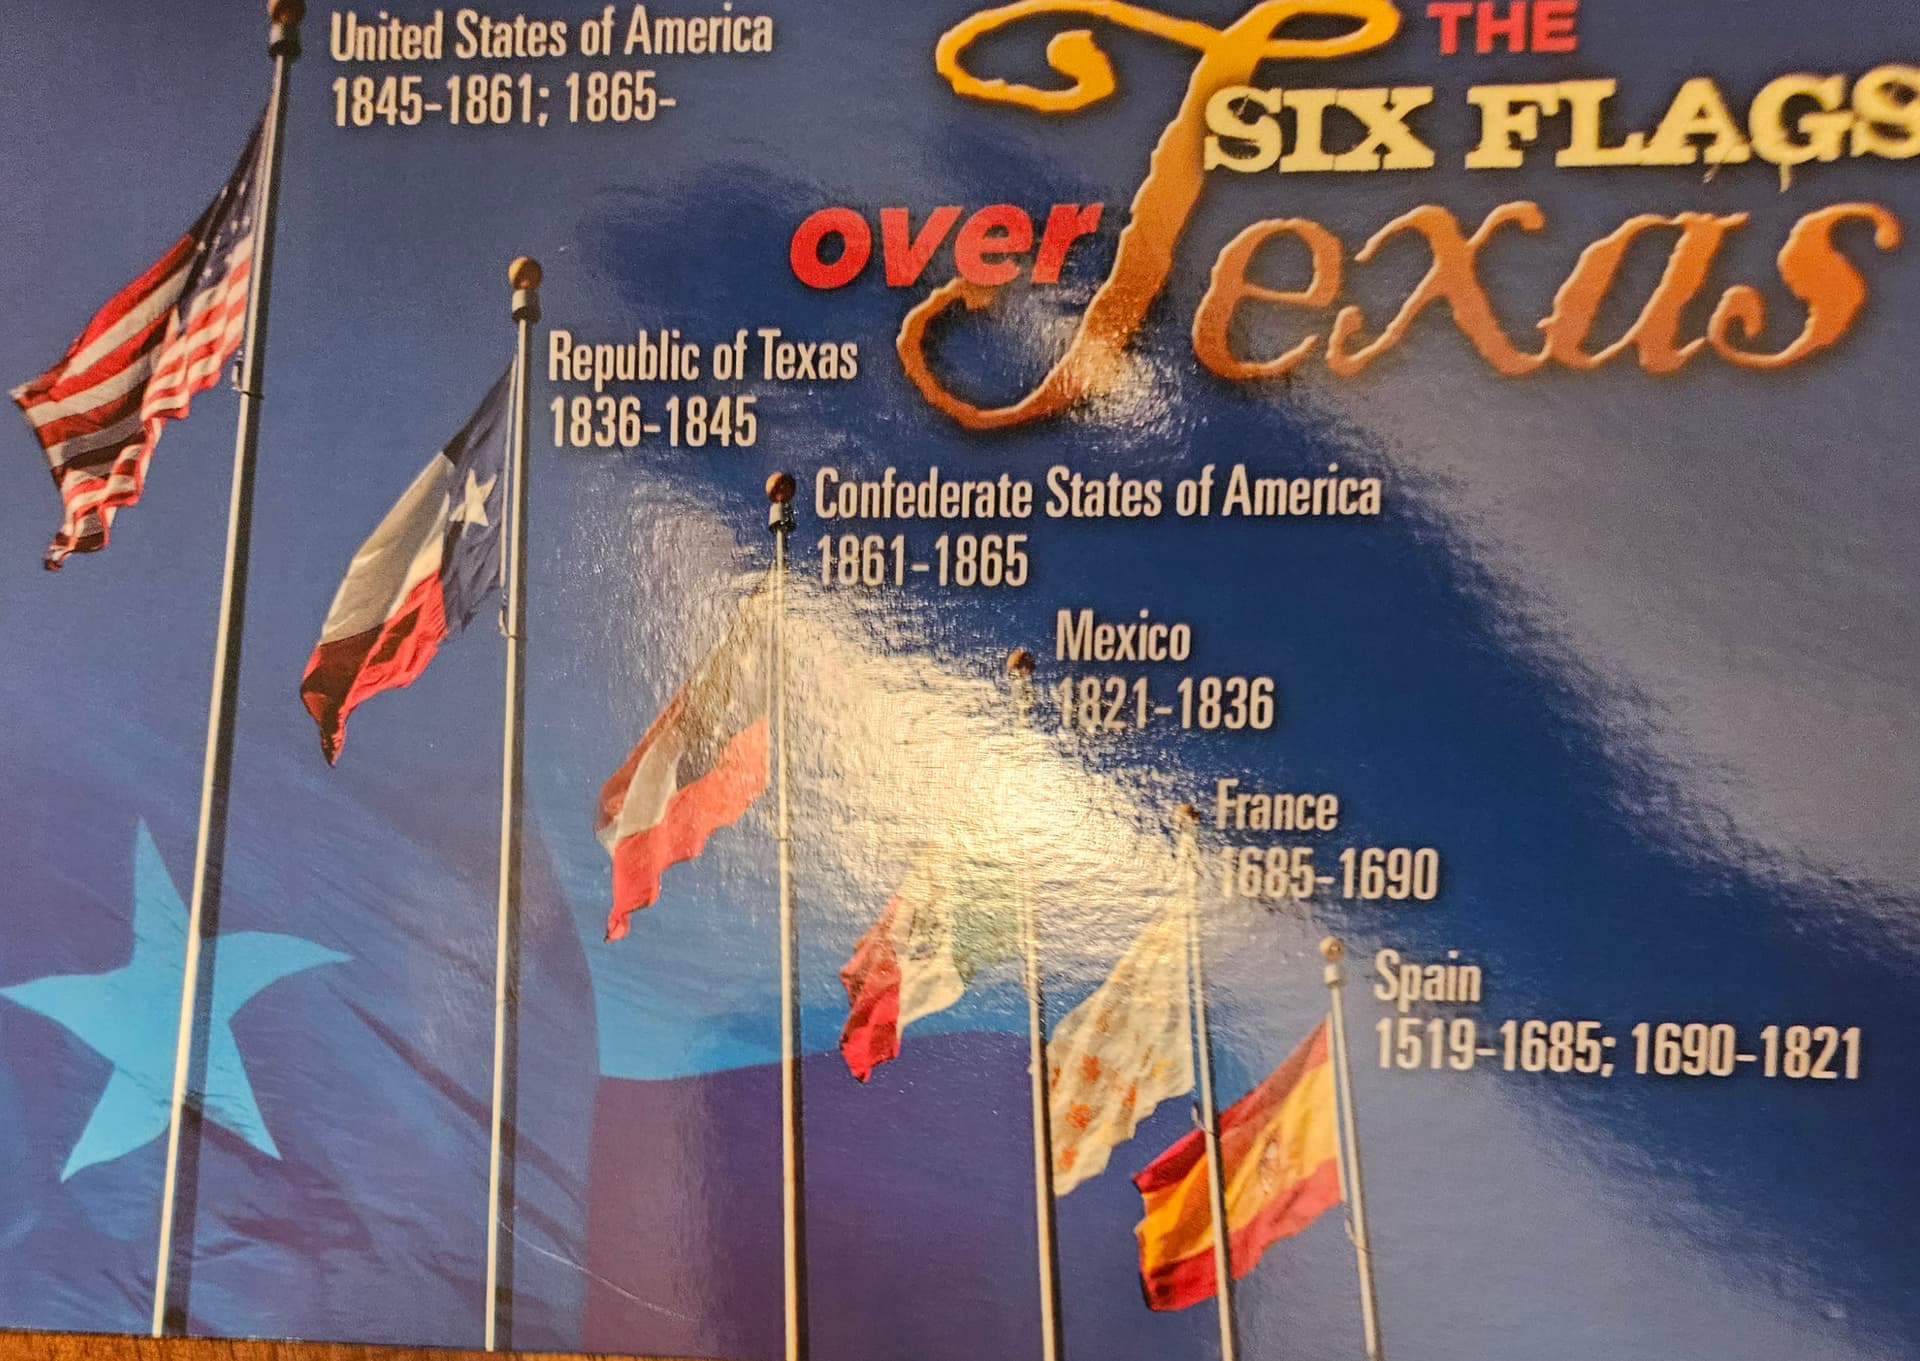 United States of America
1845-1861; 1865-
THE
SIX FLAGS
over Texas
Republic of Texas
1836-1845
Confederate States of America
1861-1865
Mexico
1821-1836
France
1685-1690
Spain
1519-1685; 1690-1821